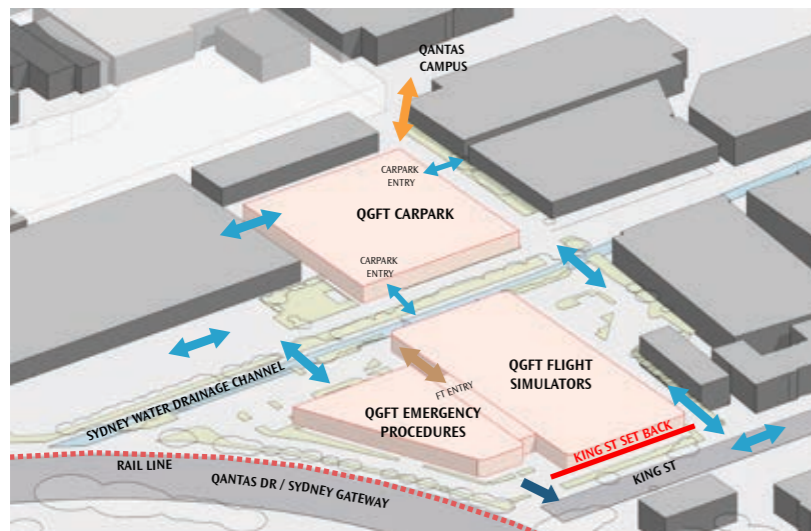 QANTAS
CAMPUS
CARPARK
ENTRY
QGFT CARPARK
CARPARK
ENTRY
QGFT FLIGHT
SIMULATORS
FT ENTRY
QGFT EMERGENCY
PROCEDURES
SYDNEY WATER DRAINAGE CHANNEL
KING ST SET BACK
KING ST
RAIL LINE
QANTAS DR / SYDNEY GATEWAY